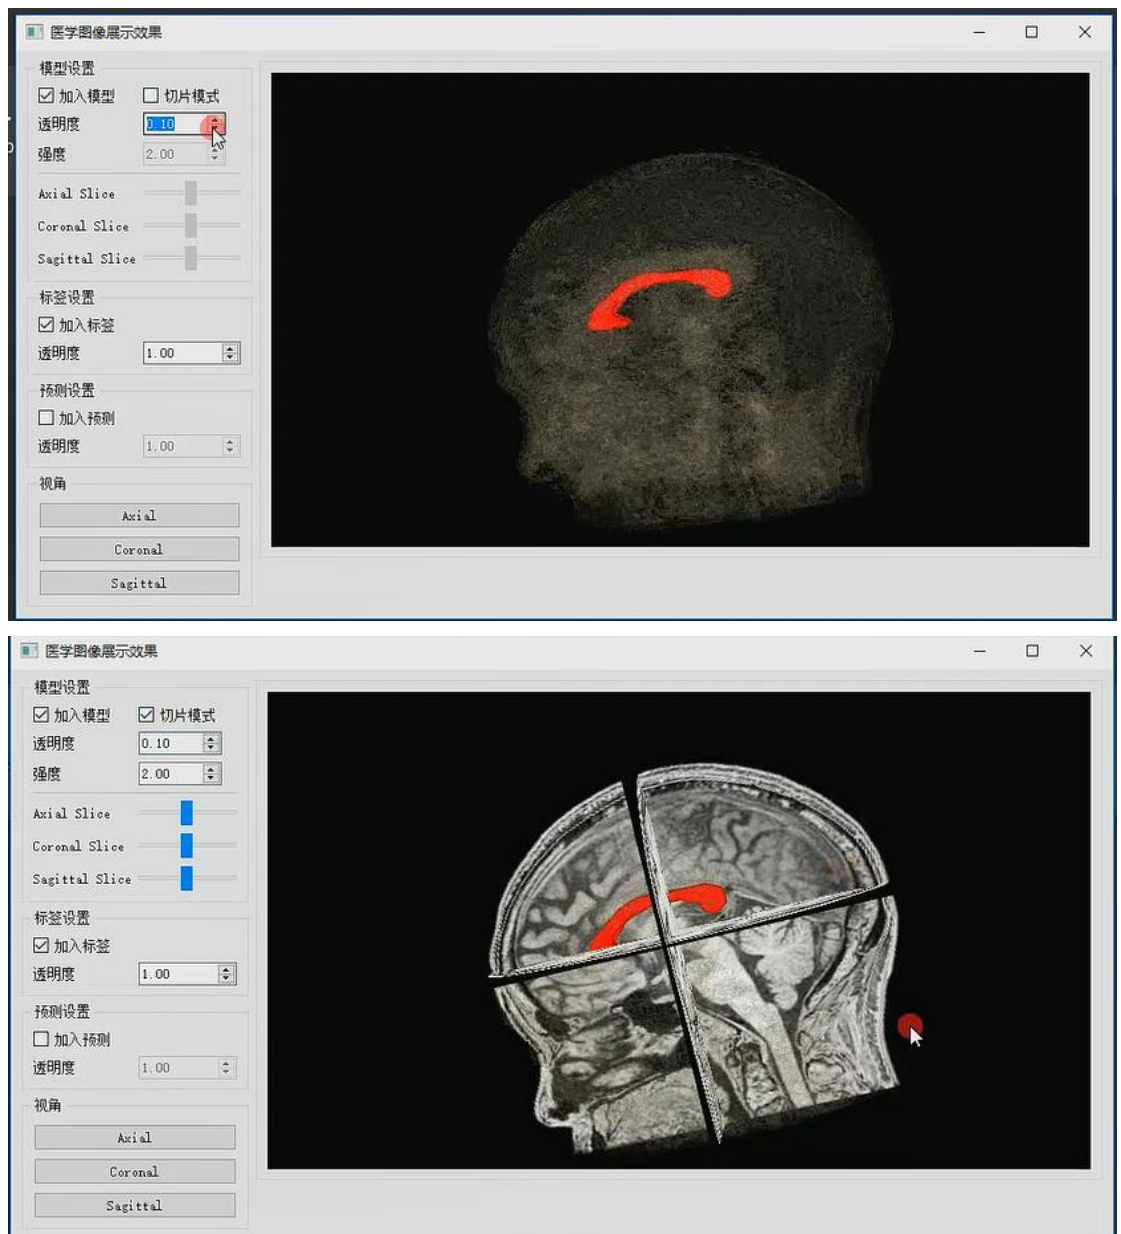 医学图像展示效果
模型设置
加入模型 切片模式
透明度 0.10
强度 2.00
Axial Slice
Coronal Slice
Sagittal Slice
标签设置
加入标签
透明度 1.00
预测设置
加入预测
透明度 1.00
视角
Axial
Coronal
Sagittal
医学图像展示效果
模型设置
加入模型 切片模式
透明度 0.10
强度 2.00
Axial Slice
Coronal Slice
Sagittal Slice
标签设置
加入标签
透明度 1.00
预测设置
加入预测
透明度 1.00
视角
Axial
Coronal
Sagittal